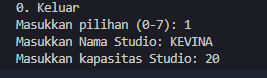 0. Keluar
Masukkan pilihan (0-7): 1
Masukkan Nama Studio: KEVINA
Masukkan kapasitas Studio: 20